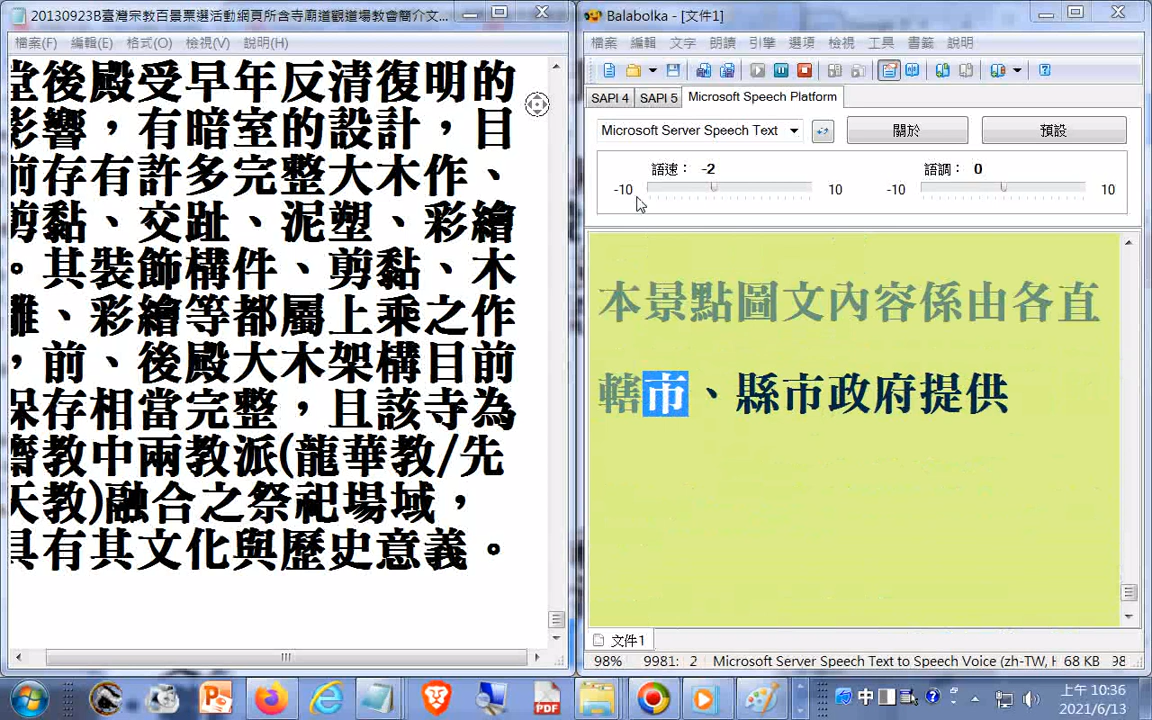 20130923B臺灣宗教百景票選活動網頁所含寺廟道觀道場教會簡介文...
檔案(F) 編輯(E) 格式(O) 檢視(V) 說明(H)
堂後殿受早年反清復明的
影響，有暗室的設計，目
前存有許多完整大木作、
剪黏、交趾、泥塑、彩繪
。其裝飾構件、剪黏、木
雕、彩繪等都屬上乘之作
，前、後殿大木架構目前
保存相當完整，且該寺為
齋教中兩教派(龍華教/先
天教)融合之祭祀場域，
具有其文化與歷史意義。
Balabolka - [文件1]
檔案 編輯 文字 朗讀 引擎 選項 檢視 工具 書籤 說明
SAPI 4 SAPI 5 Microsoft Speech Platform
Microsoft Server Speech Text 關於 預設
語速： -2 語調： 0
-10 10 -10 10
本景點圖文內容係由各直
轄市、縣市政府提供
文件1
98% 9981: 2 Microsoft Server Speech Text to Speech Voice (zh-TW, H 68 KB 98
中 上午 10:36
2021/6/13